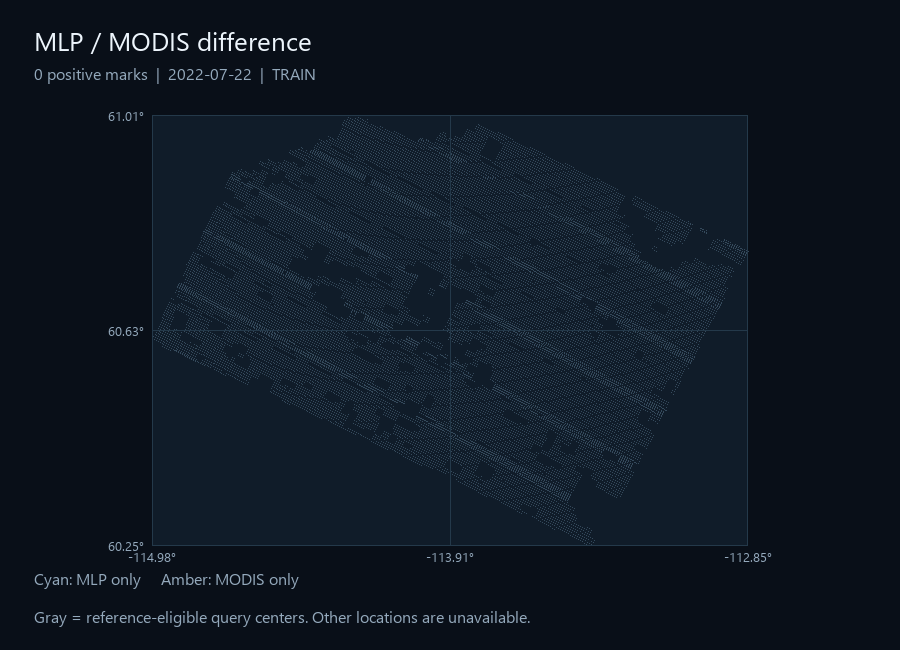 MLP / MODIS difference
0 positive marks | 2022-07-22 | TRAIN
61.01°
60.63°
60.25°
-114.98° -113.91° -112.85°
Cyan: MLP only Amber: MODIS only
Gray = reference-eligible query centers. Other locations are unavailable.